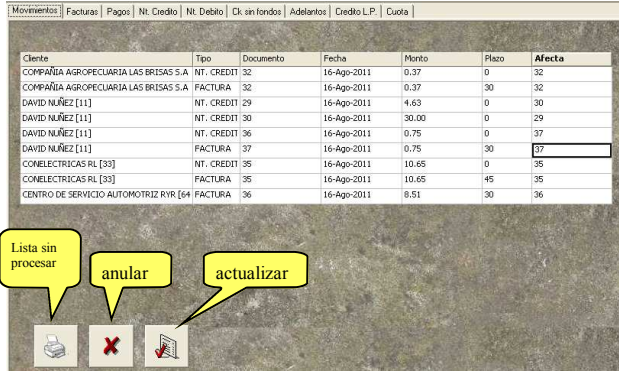 Movimientos Facturas Pagos Nt. Credito Nt. Debito Ck sin fondos Adelantos Credito L.P. Cuota
Cliente Tipo Documento Fecha Monto Plazo Afecta
COMPAÑIA AGROPECUARIA LAS BRISAS S.A NT. CREDIT 32 16-Ago-2011 0.37 0 32
COMPAÑIA AGROPECUARIA LAS BRISAS S.A FACTURA 32 16-Ago-2011 0.37 30 32
DAVID NUÑEZ [11] NT. CREDIT 29 16-Ago-2011 4.63 0 30
DAVID NUÑEZ [11] NT. CREDIT 30 16-Ago-2011 30.00 0 29
DAVID NUÑEZ [11] NT. CREDIT 36 16-Ago-2011 0.75 0 37
DAVID NUÑEZ [11] FACTURA 37 16-Ago-2011 0.75 30 37
CONELECTRICAS RL [33] NT. CREDIT 35 16-Ago-2011 10.65 0 35
CONELECTRICAS RL [33] FACTURA 35 16-Ago-2011 10.65 45 35
CENTRO DE SERVICIO AUTOMOTRIZ RYR [64 FACTURA 36 16-Ago-2011 8.51 30 36
Lista sin
procesar
anular
actualizar